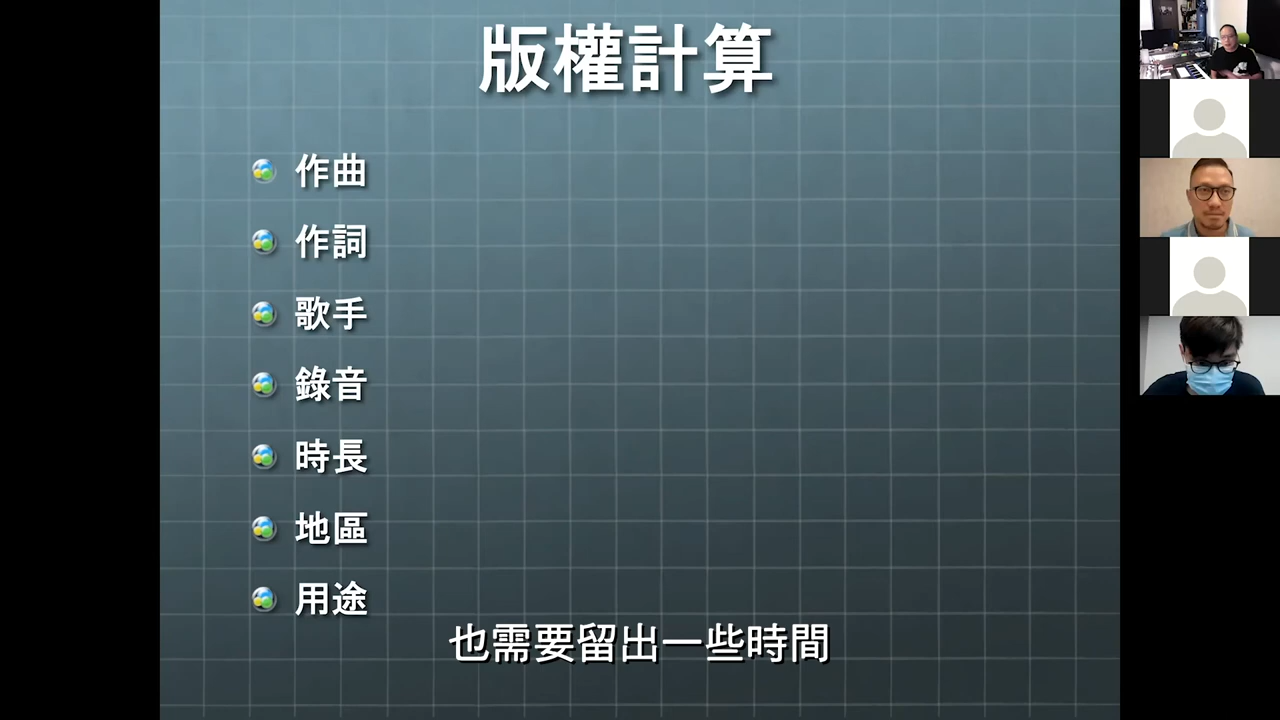 版權計算
作曲
作詞
歌手
錄音
時長
地區
用途
也需要留出一些時間